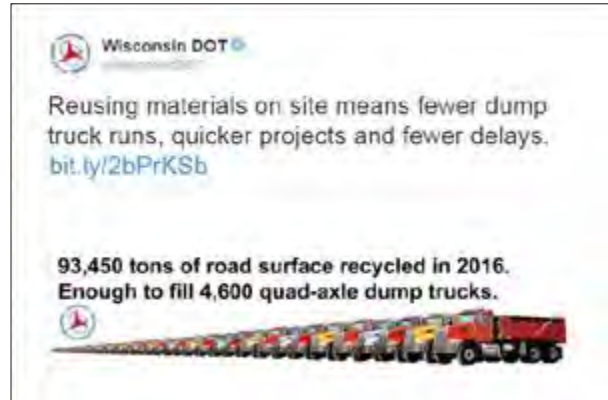 Wisconsin DOT
Reusing materials on site means fewer dump
truck runs, quicker projects and fewer delays.
bit.ly/2bPrKSb
93,450 tons of road surface recycled in 2016.
Enough to fill 4,600 quad-axle dump trucks.